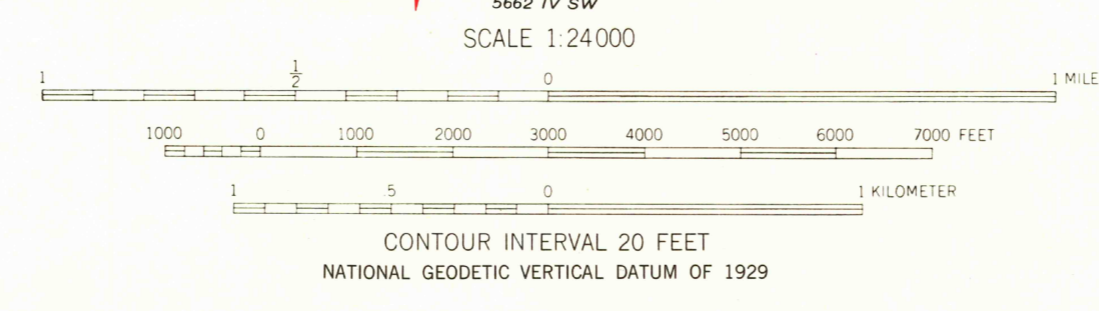 5662 IV SW
SCALE 1:24000
1 1/2 0 1 MILE
1000 0 1000 2000 3000 4000 5000 6000 7000 FEET
1 .5 0 1 KILOMETER
CONTOUR INTERVAL 20 FEET
NATIONAL GEODETIC VERTICAL DATUM OF 1929